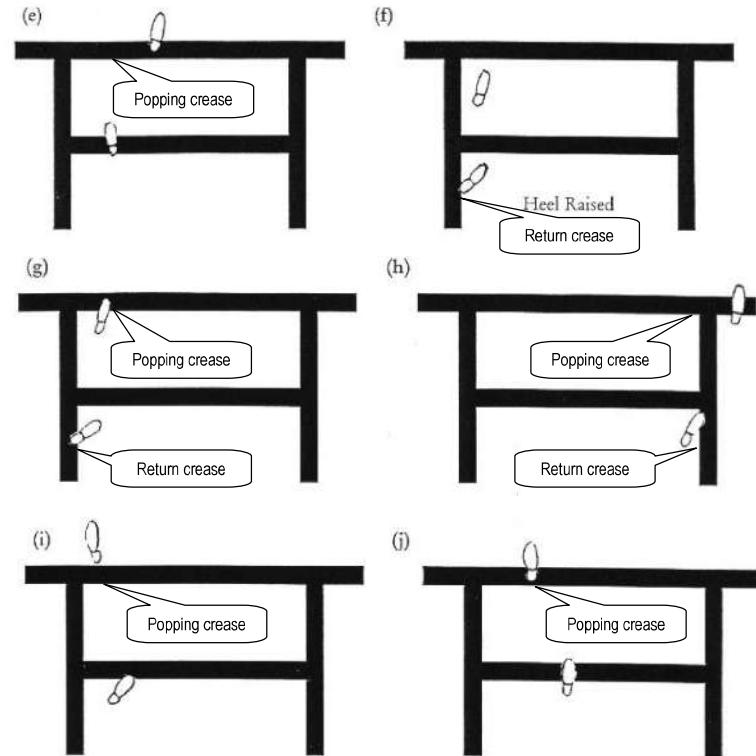 (e)
Popping crease
(f)
Heel Raised
Return crease
(g)
Popping crease
Return crease
(h)
Popping crease
Return crease
(i)
Popping crease
(j)
Popping crease